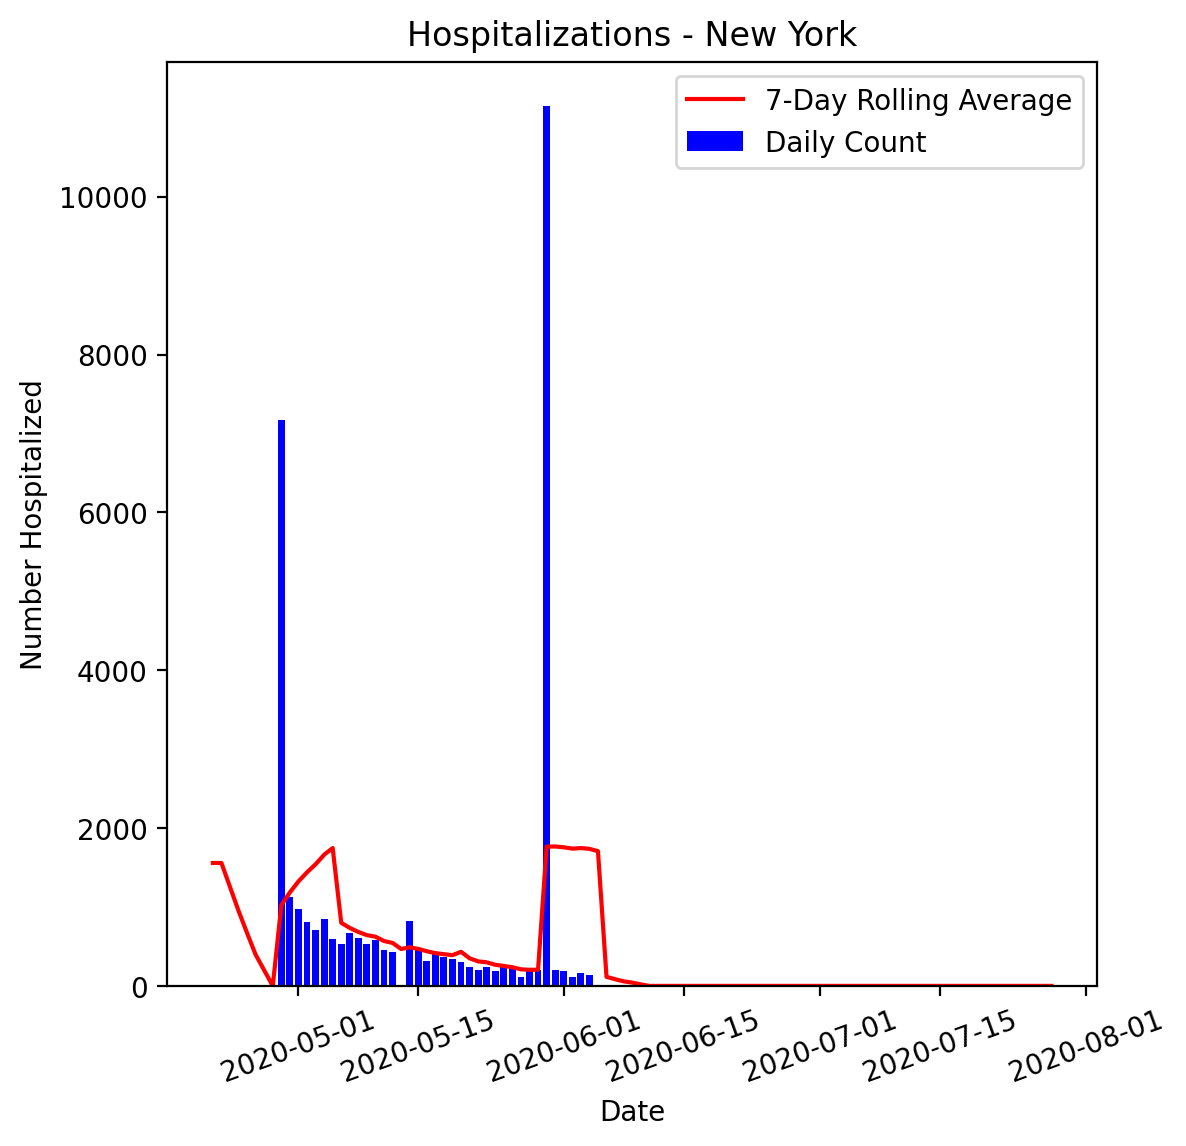 Hospitalizations - New York
7-Day Rolling Average
Daily Count
Number Hospitalized
10000
8000
6000
4000
2000
0
2020-05-01
2020-05-15
2020-06-01
2020-06-15
2020-07-01
2020-07-15
2020-08-01
Date